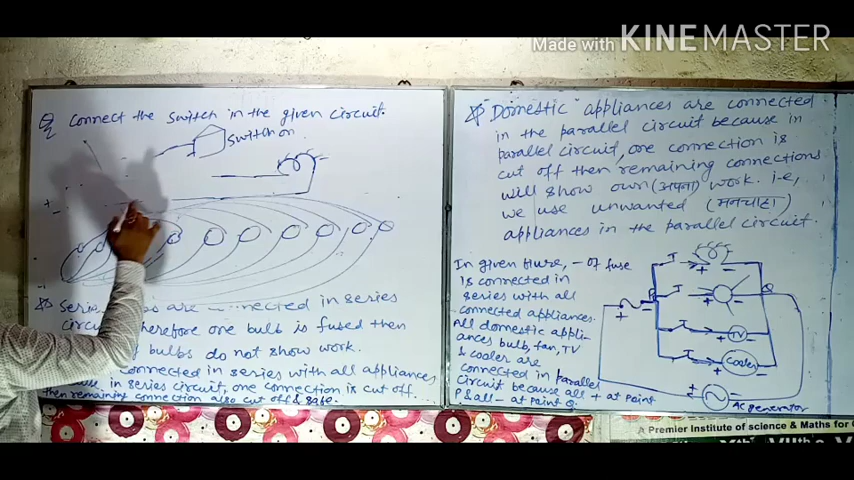 Made with KINEMASTER
Q Connect the switch in the given circuit.
Switch on
+
-
Series are nected in series
circ therefore one bulb is fused then
f bulbs do not show work.
connected in series with all appliances
in series circuit, one connection is cut off.
then remaining connection also cut off & safe.
"Domestic" appliances are connected
in the parallel circuit because in
parallel circuit, one connection is
cut off then remaining connections
will show own (अपना) work. i.e,
we use unwanted (मनचाहा)
appliances in the parallel circuit.
In given fiure, - of fuse
is connected in
series with all
connected appliances.
All domestic appli-
ances bulb, fan, TV
& cooler are
connected in parallel
circuit because all + at Point
P & all - at Point Q.
TV
Cooler
AC generator
A Premier Institute of science & Maths for
Xth VIIth